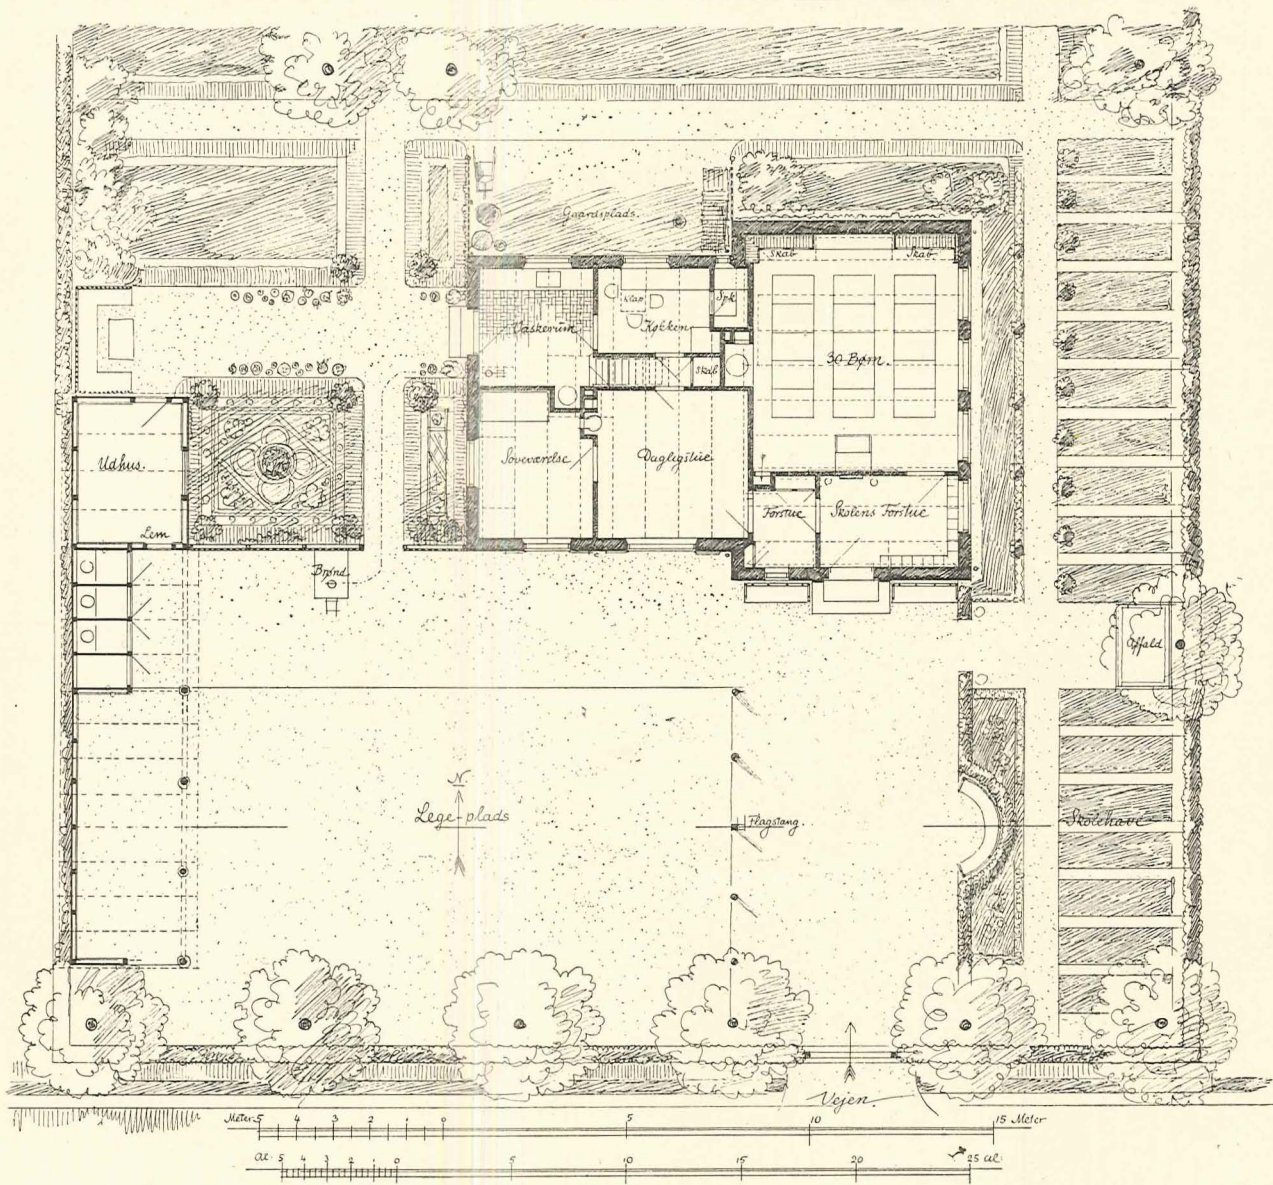 Gaardsplads.
Skab
Skab
Vaskerum
Klap
Køkken
Spk
30 Børn.
Skab
Udhus.
Soveværelse
Dagligstue
Lem
Forstue
Skolens Forstue
Brønd
Affald
N.
Lege-plads
Flagstang.
Skolehave
Vejen.
Meter 5 4 3 2 1 0 5 10 15 Meter
Al. 5 4 3 2 1 0 5 10 15 20 25 al.